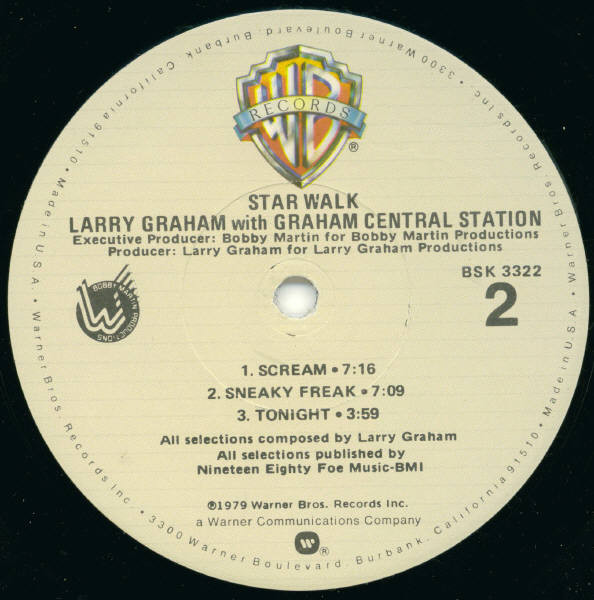 WB
RECORDS
®
STAR WALK
LARRY GRAHAM with GRAHAM CENTRAL STATION
Executive Producer: Bobby Martin for Bobby Martin Productions
Producer: Larry Graham for Larry Graham Productions
BSK 3322
2
BOBBY MARTIN PRODUCTIONS
1. SCREAM • 7:16
2. SNEAKY FREAK • 7:09
3. TONiGHT • 3:59
All selections composed by Larry Graham
All selections published by
Nineteen Eighty Foe Music-BMI
℗1979 Warner Bros. Records Inc.
a Warner Communications Company
W®
Warner Bros. Records Inc. • 3300 Warner Boulevard, Burbank, California 91510 • Made in U.S.A. • Warner Bros. Records Inc. • 3300 Warner Boulevard, Burbank, California 91510 • Made in U.S.A. •